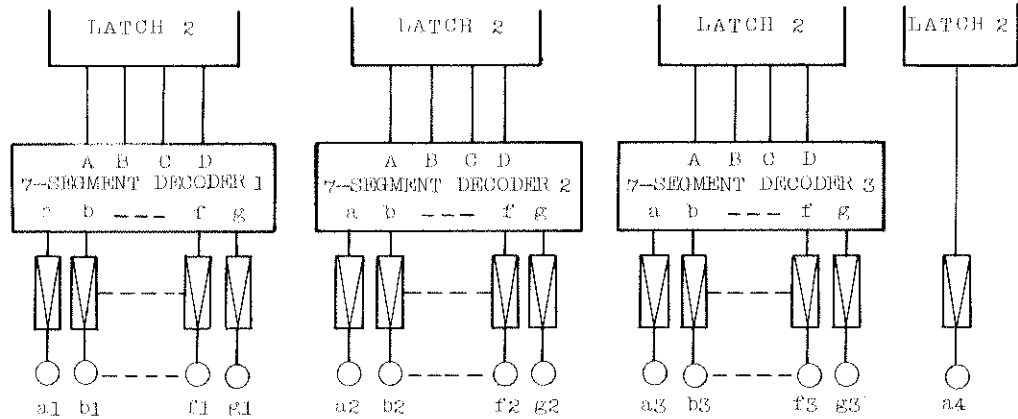 LATCH 2 LATCH 2 LATCH 2 LATCH 2
A B C D A B C D A B C D
7-SEGMENT DECODER 1 7-SEGMENT DECODER 2 7-SEGMENT DECODER 3
a b --- f g a b --- f g a b --- f g
a1 b1 f1 g1 a2 b2 f2 g2 a3 b3 f3 g3 a4